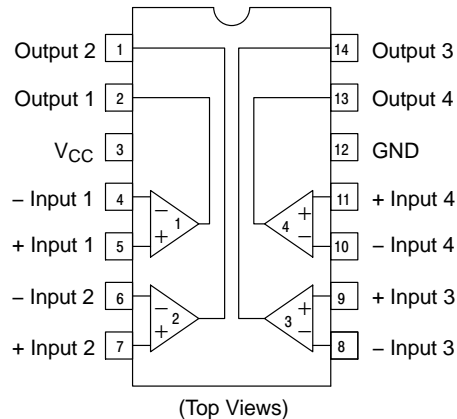 Output 2 1 14 Output 3
Output 1 2 13 Output 4
VCC 3 12 GND
– Input 1 4 – 1 + 4 11 + Input 4
+ Input 1 5 + – 10 – Input 4
– Input 2 6 – 2 + 3 9 + Input 3
+ Input 2 7 + – 8 – Input 3
(Top Views)